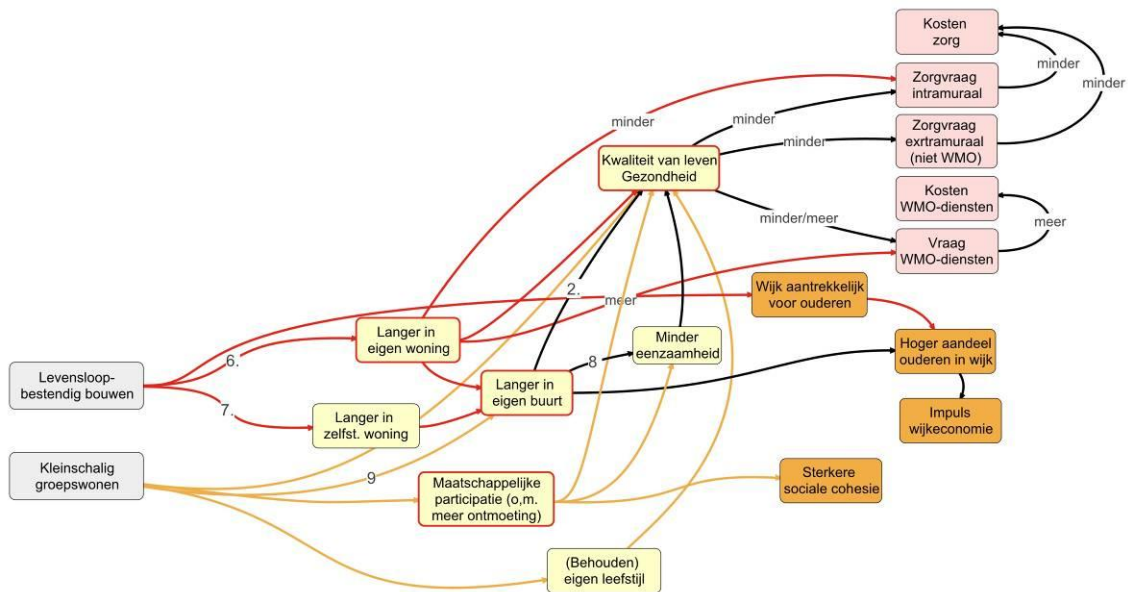 Kosten
zorg
minder
Zorgvraag
intramuraal
minder
minder
minder
Zorgvraag
exrtramuraal
(niet WMO)
minder
Kwaliteit van leven
Gezondheid
Kosten
WMO-diensten
minder/meer
meer
Vraag
WMO-diensten
2.
meer
Wijk aantrekkelijk
voor ouderen
Langer in
eigen woning
Minder
eenzaamheid
Hoger aandeel
ouderen in wijk
6.
8
Levensloop-
bestendig bouwen
Langer in
eigen buurt
7.
Langer in
zelfst. woning
Impuls
wijkeconomie
Kleinschalig
groepswonen
9
Maatschappelijke
participatie (o,m.
meer ontmoeting)
Sterkere
sociale cohesie
(Behouden)
eigen leefstijl